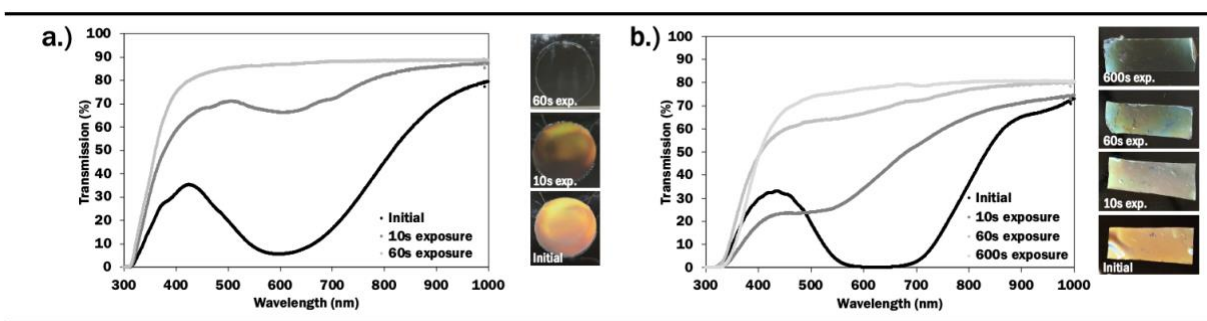 a.)
100
90
80
70
60
50
40
30
20
10
0
Transmission (%)
300 400 500 600 700 800 900 1000
Wavelength (nm)
Initial
10s exposure
60s exposure
60s exp.
10s exp.
Initial
b.)
100
90
80
70
60
50
40
30
20
10
0
Transmission (%)
300 400 500 600 700 800 900 1000
Wavelength (nm)
Initial
10s exposure
60s exposure
600s exposure
600s exp.
60s exp.
10s exp.
Initial